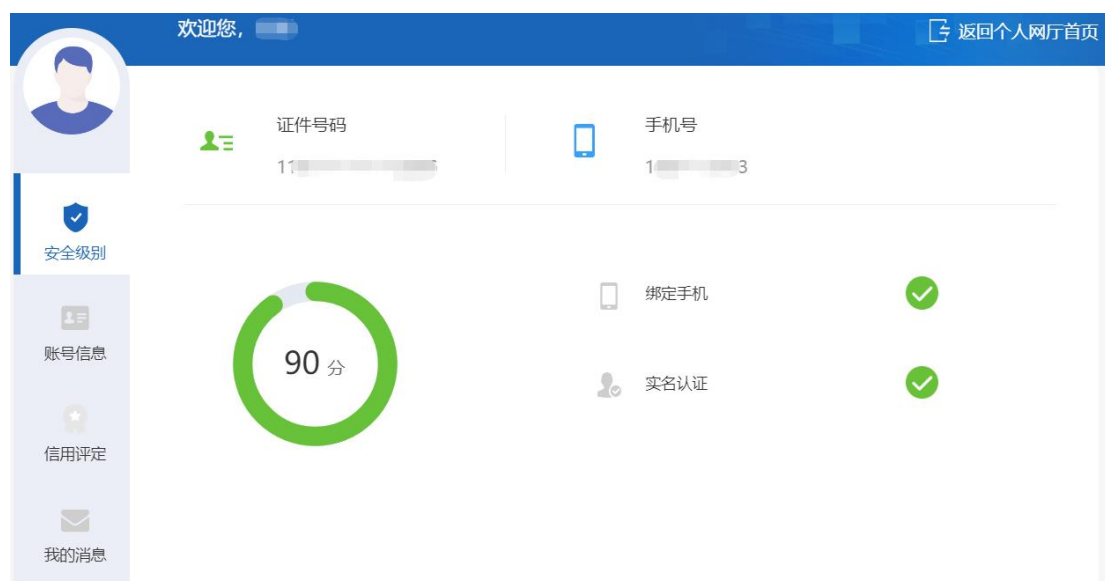 欢迎您，
返回个人网厅首页
证件号码
手机号
安全级别
绑定手机
账号信息
90 分
实名认证
信用评定
我的消息